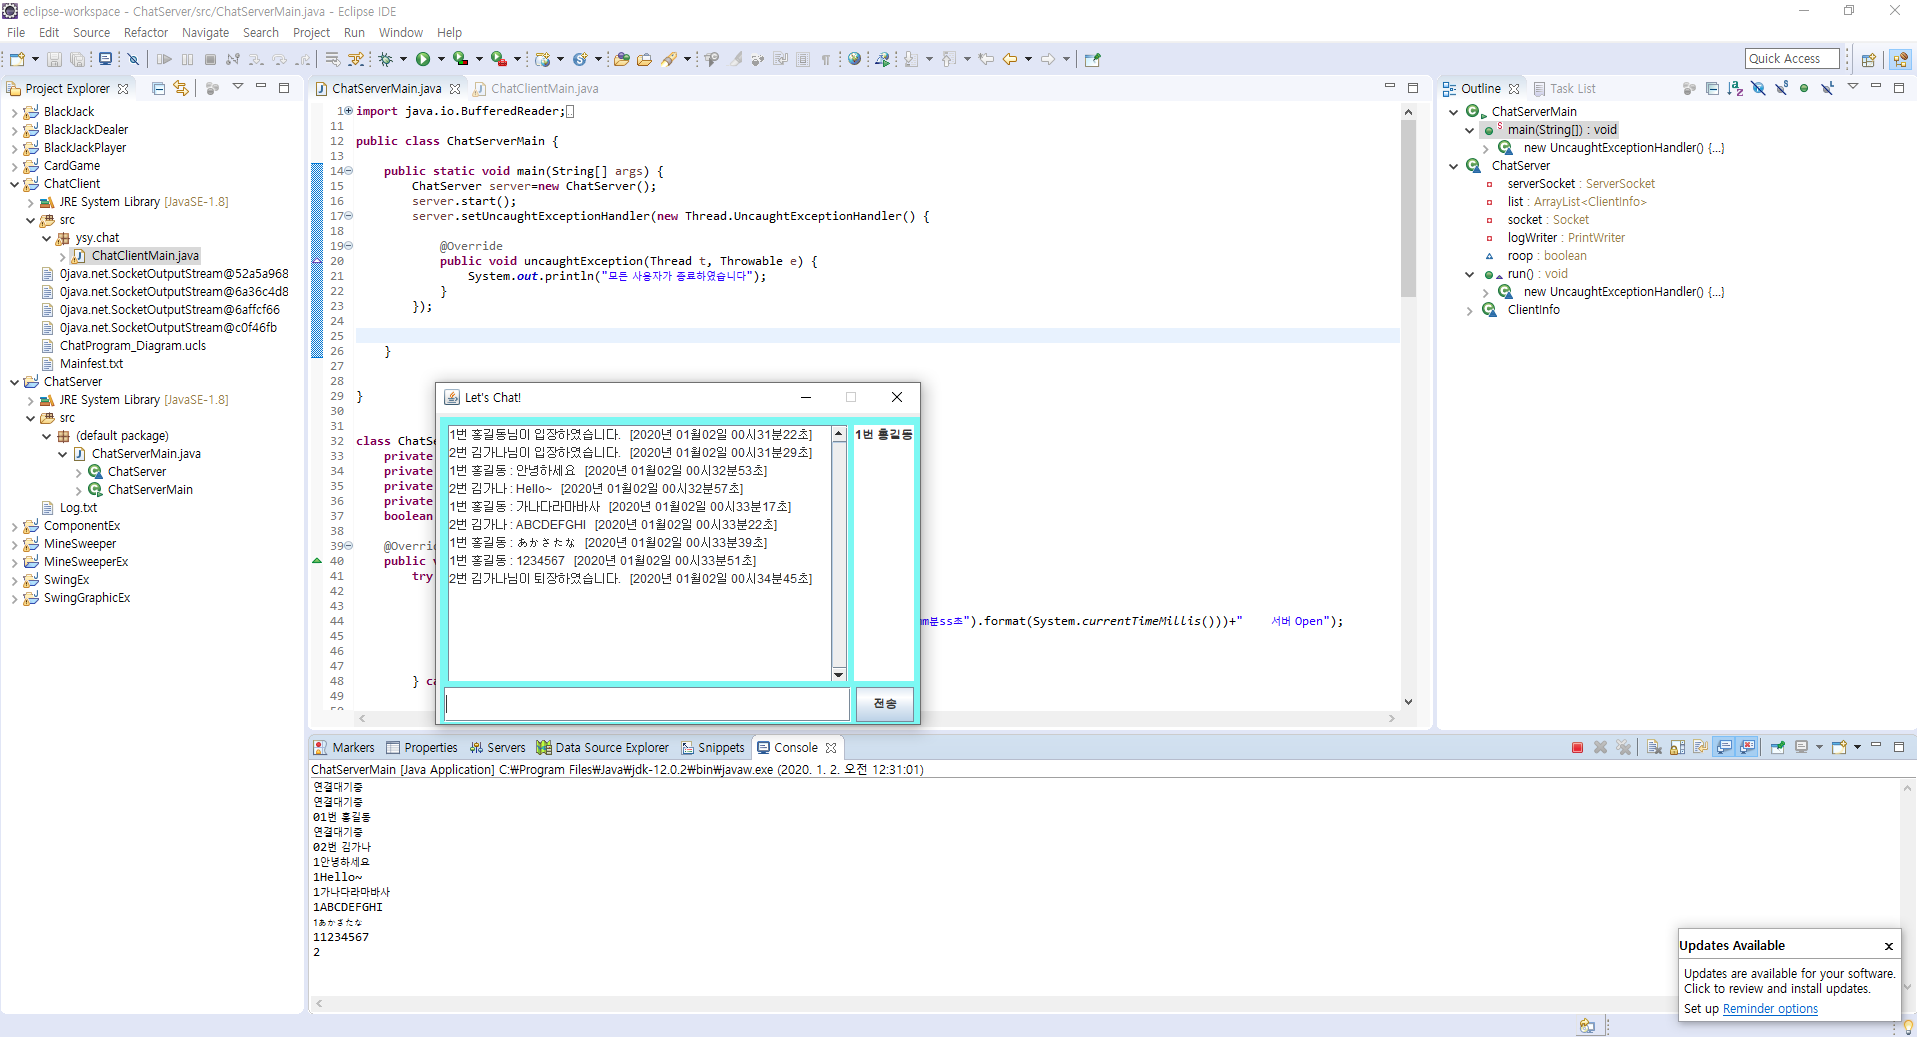 eclipse-workspace - ChatServer/src/ChatServerMain.java - Eclipse IDE
File Edit Source Refactor Navigate Search Project Run Window Help
Quick Access
Project Explorer
BlackJack
BlackJackDealer
BlackJackPlayer
CardGame
ChatClient
JRE System Library [JavaSE-1.8]
src
ysy.chat
ChatClientMain.java
0java.net.SocketOutputStream@52a5a968
0java.net.SocketOutputStream@6a36c4d8
0java.net.SocketOutputStream@6affcf66
0java.net.SocketOutputStream@c0f46fb
ChatProgram_Diagram.ucls
Mainfest.txt
ChatServer
JRE System Library [JavaSE-1.8]
src
(default package)
ChatServerMain.java
ChatServer
ChatServerMain
Log.txt
ComponentEx
MineSweeper
MineSweeperEx
SwingEx
SwingGraphicEx
ChatServerMain.java ChatClientMain.java
1 import java.io.BufferedReader;
11
12 public class ChatServerMain {
13
14 public static void main(String[] args) {
15 ChatServer server=new ChatServer();
16 server.start();
17 server.setUncaughtExceptionHandler(new Thread.UncaughtExceptionHandler() {
18
19 @Override
20 public void uncaughtException(Thread t, Throwable e) {
21 System.out.println("모든 사용자가 종료하였습니다");
22 }
23 });
24
25
26 }
27
28
29 }
30
31
32 class ChatSe
33 private
34 private
35 private
36 private
37 boolean
38
39 @Overri
40 public v
41 try
42
43
44 mm분ss초").format(System.currentTimeMillis()))+" 서버 Open");
45
46
47
48 } ca
49
50
Let's Chat!
1번 홍길동님이 입장하였습니다. [2020년 01월02일 00시31분22초]
2번 김가나님이 입장하였습니다. [2020년 01월02일 00시31분29초]
1번 홍길동 : 안녕하세요 [2020년 01월02일 00시32분53초]
2번 김가나 : Hello~ [2020년 01월02일 00시32분57초]
1번 홍길동 : 가나다라마바사 [2020년 01월02일 00시33분17초]
2번 김가나 : ABCDEFGHI [2020년 01월02일 00시33분22초]
1번 홍길동 : あかさたな [2020년 01월02일 00시33분39초]
1번 홍길동 : 1234567 [2020년 01월02일 00시33분51초]
2번 김가나님이 퇴장하였습니다. [2020년 01월02일 00시34분45초]
1번 홍길동
전송
Outline Task List
ChatServerMain
main(String[]) : void
new UncaughtExceptionHandler() {...}
ChatServer
serverSocket : ServerSocket
list : ArrayList<ClientInfo>
socket : Socket
logWriter : PrintWriter
roop : boolean
run() : void
new UncaughtExceptionHandler() {...}
ClientInfo
Markers Properties Servers Data Source Explorer Snippets Console
ChatServerMain [Java Application] C:₩Program Files₩Java₩jdk-12.0.2₩bin₩javaw.exe (2020. 1. 2. 오전 12:31:01)
연결대기중
연결대기중
01번 홍길동
연결대기중
02번 김가나
1안녕하세요
1Hello~
1가나다라마바사
1ABCDEFGHI
1あかさたな
11234567
2
Updates Available
Updates are available for your software.
Click to review and install updates.
Set up Reminder options